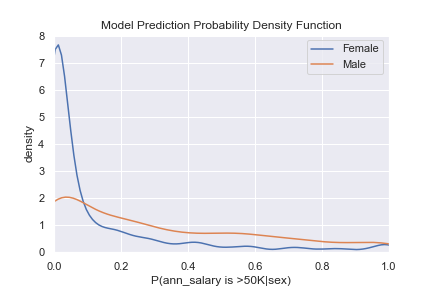 Model Prediction Probability Density Function
Female
Male
8
7
6
5
4
3
2
1
0
density
0.0 0.2 0.4 0.6 0.8 1.0
P(ann_salary is >50K|sex)